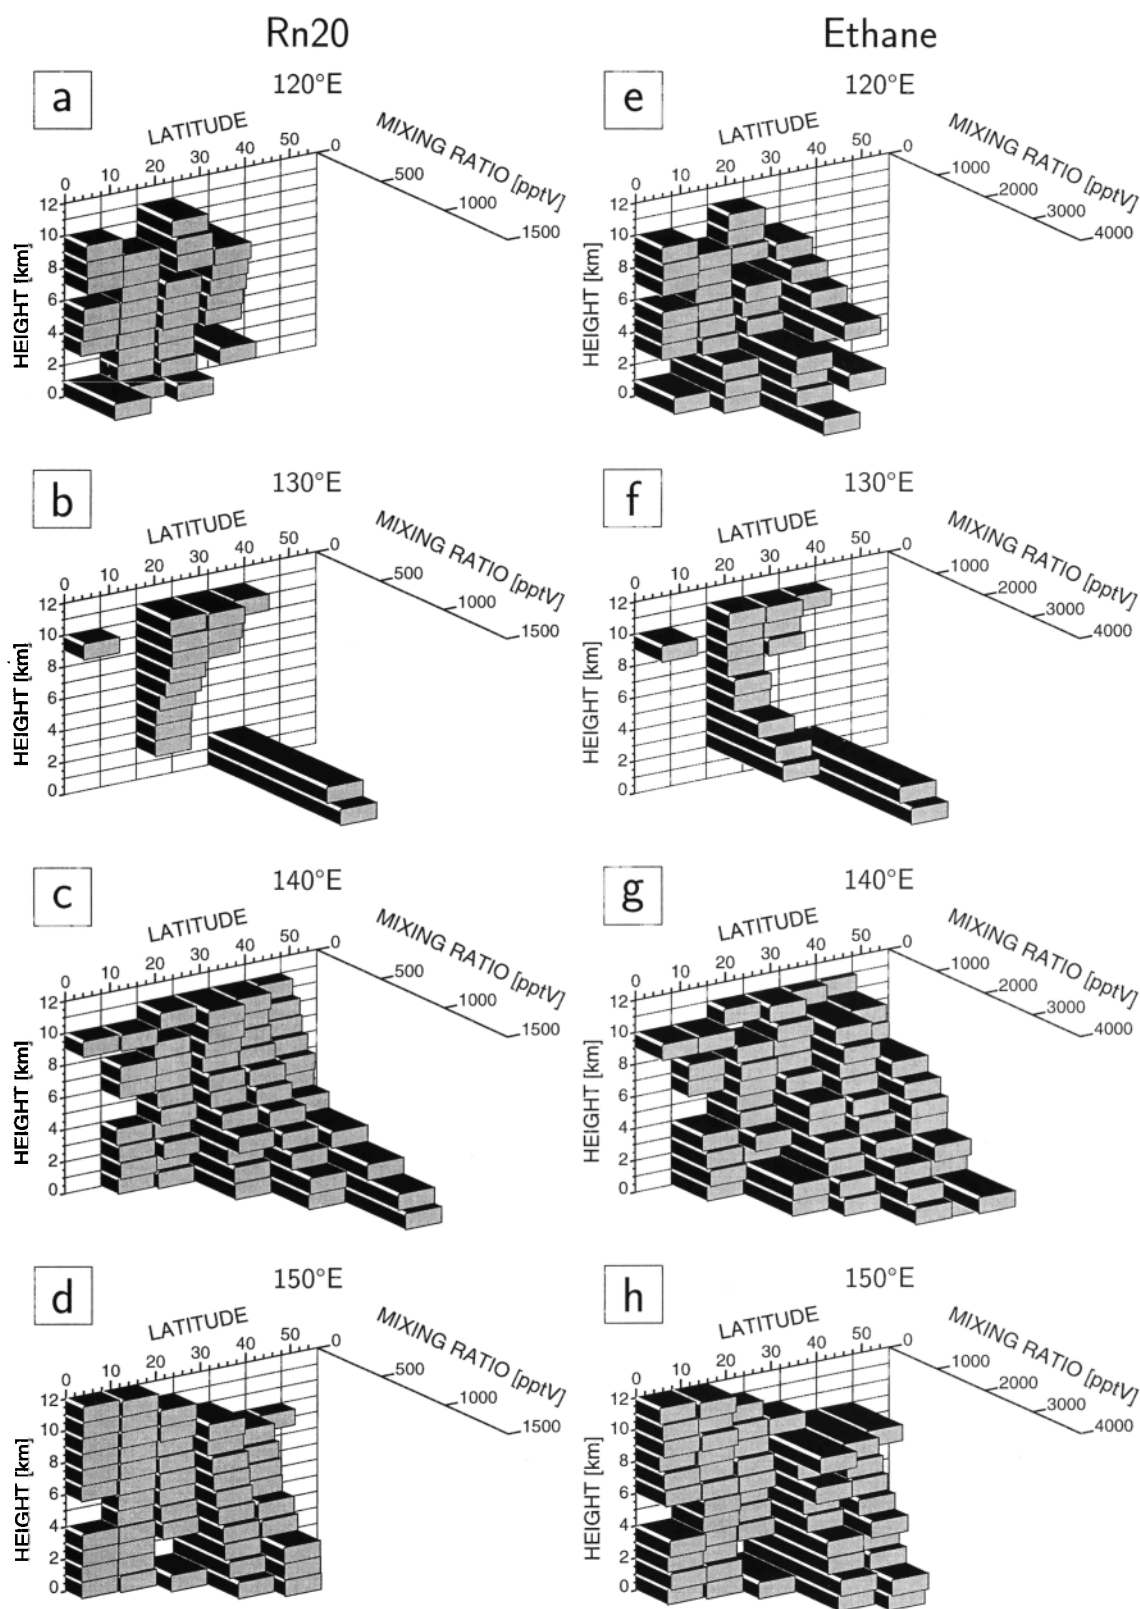 Rn20
Ethane
a
120°E
LATITUDE
MIXING RATIO [pptV]
0 10 20 30 40 50
0 500 1000 1500
HEIGHT [km]
12
10
8
6
4
2
0
e
120°E
LATITUDE
MIXING RATIO [pptV]
0 10 20 30 40 50
0 1000 2000 3000 4000
HEIGHT [km]
12
10
8
6
4
2
0
b
130°E
LATITUDE
MIXING RATIO [pptV]
0 10 20 30 40 50
0 500 1000 1500
HEIGHT [km]
12
10
8
6
4
2
0
f
130°E
LATITUDE
MIXING RATIO [pptV]
0 10 20 30 40 50
0 1000 2000 3000 4000
HEIGHT [km]
12
10
8
6
4
2
0
c
140°E
LATITUDE
MIXING RATIO [pptV]
0 10 20 30 40 50
0 500 1000 1500
HEIGHT [km]
12
10
8
6
4
2
0
g
140°E
LATITUDE
MIXING RATIO [pptV]
0 10 20 30 40 50
0 1000 2000 3000 4000
HEIGHT [km]
12
10
8
6
4
2
0
d
150°E
LATITUDE
MIXING RATIO [pptV]
0 10 20 30 40 50
0 500 1000 1500
HEIGHT [km]
12
10
8
6
4
2
0
h
150°E
LATITUDE
MIXING RATIO [pptV]
0 10 20 30 40 50
0 1000 2000 3000 4000
HEIGHT [km]
12
10
8
6
4
2
0